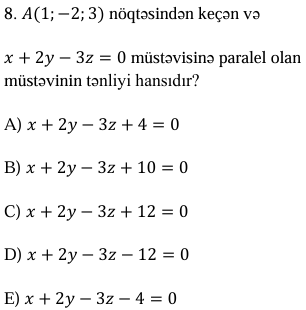 8. A(1; −2; 3) nöqtəsindən keçən və
x + 2y − 3z = 0 müstəvisinə paralel olan
müstəvinin tənliyi hansıdır?
A) x + 2y − 3z + 4 = 0
B) x + 2y − 3z + 10 = 0
C) x + 2y − 3z + 12 = 0
D) x + 2y − 3z − 12 = 0
E) x + 2y − 3z − 4 = 0